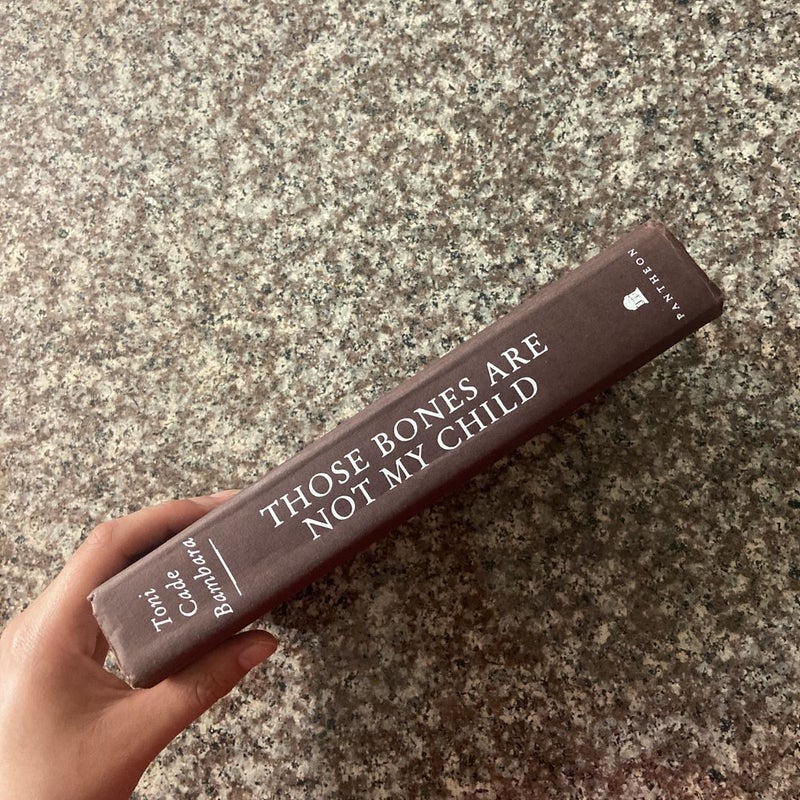 Toni
Cade
Bambara
THOSE BONES ARE
NOT MY CHILD
PANTHEON